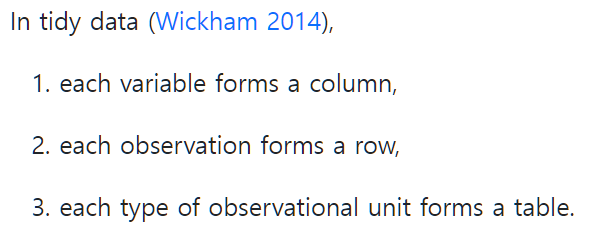 In tidy data (Wickham 2014),
1. each variable forms a column,
2. each observation forms a row,
3. each type of observational unit forms a table.